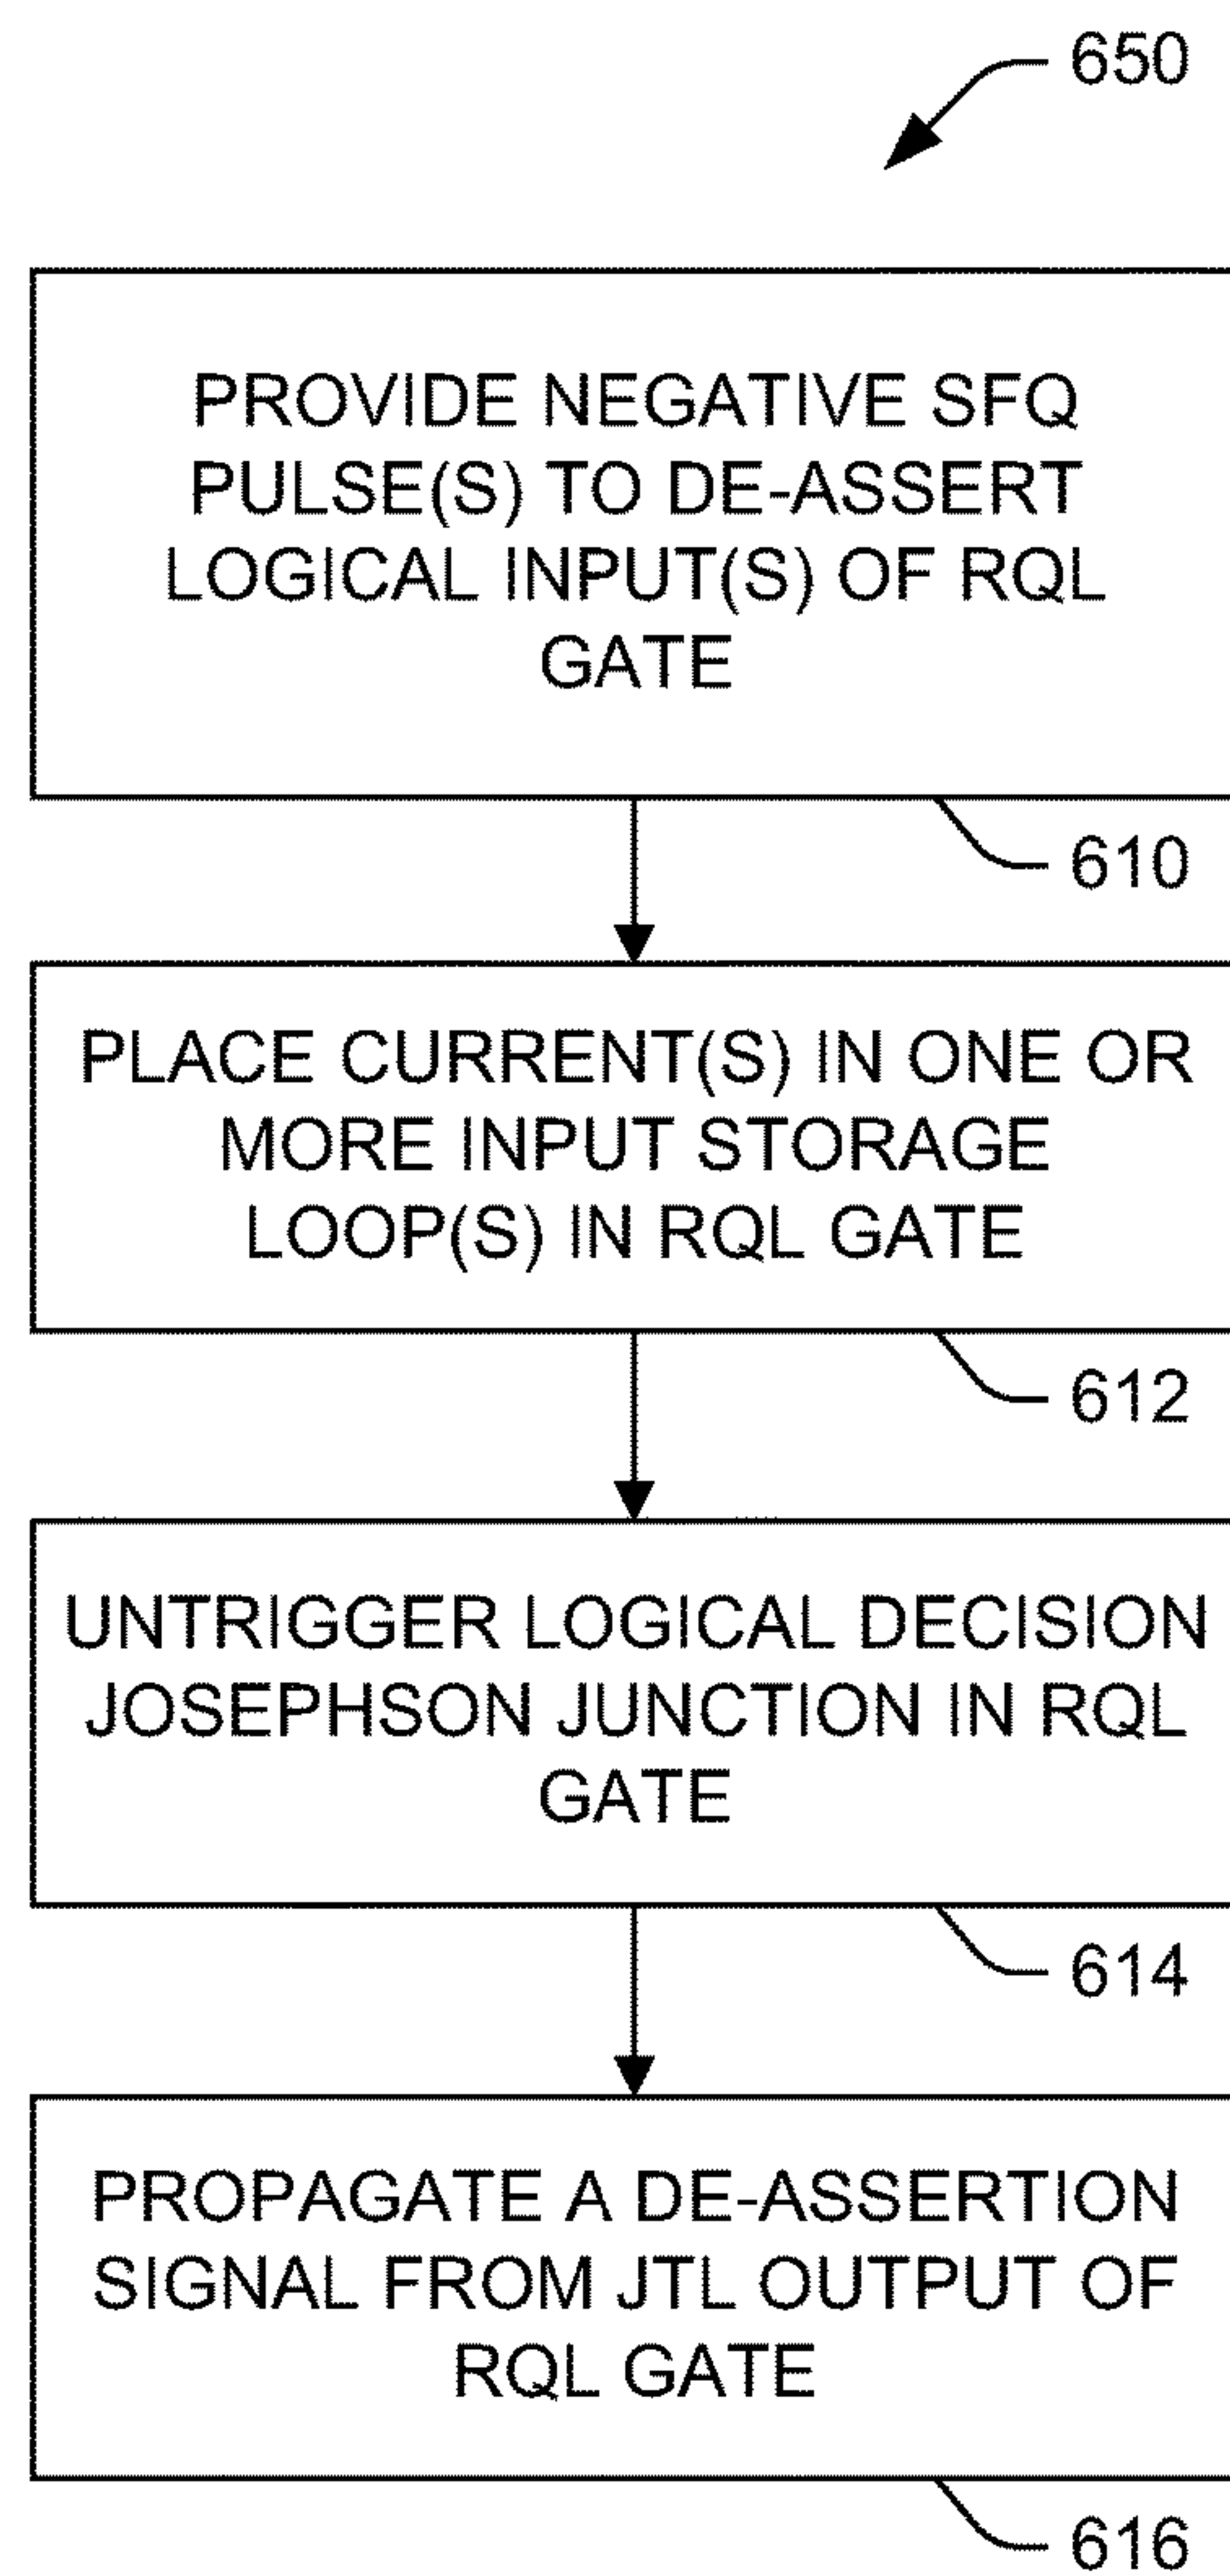 650
PROVIDE NEGATIVE SFQ
PULSE(S) TO DE-ASSERT
LOGICAL INPUT(S) OF RQL
GATE
610
PLACE CURRENT(S) IN ONE OR
MORE INPUT STORAGE
LOOP(S) IN RQL GATE
612
UNTRIGGER LOGICAL DECISION
JOSEPHSON JUNCTION IN RQL
GATE
614
PROPAGATE A DE-ASSERTION
SIGNAL FROM JTL OUTPUT OF
RQL GATE
616